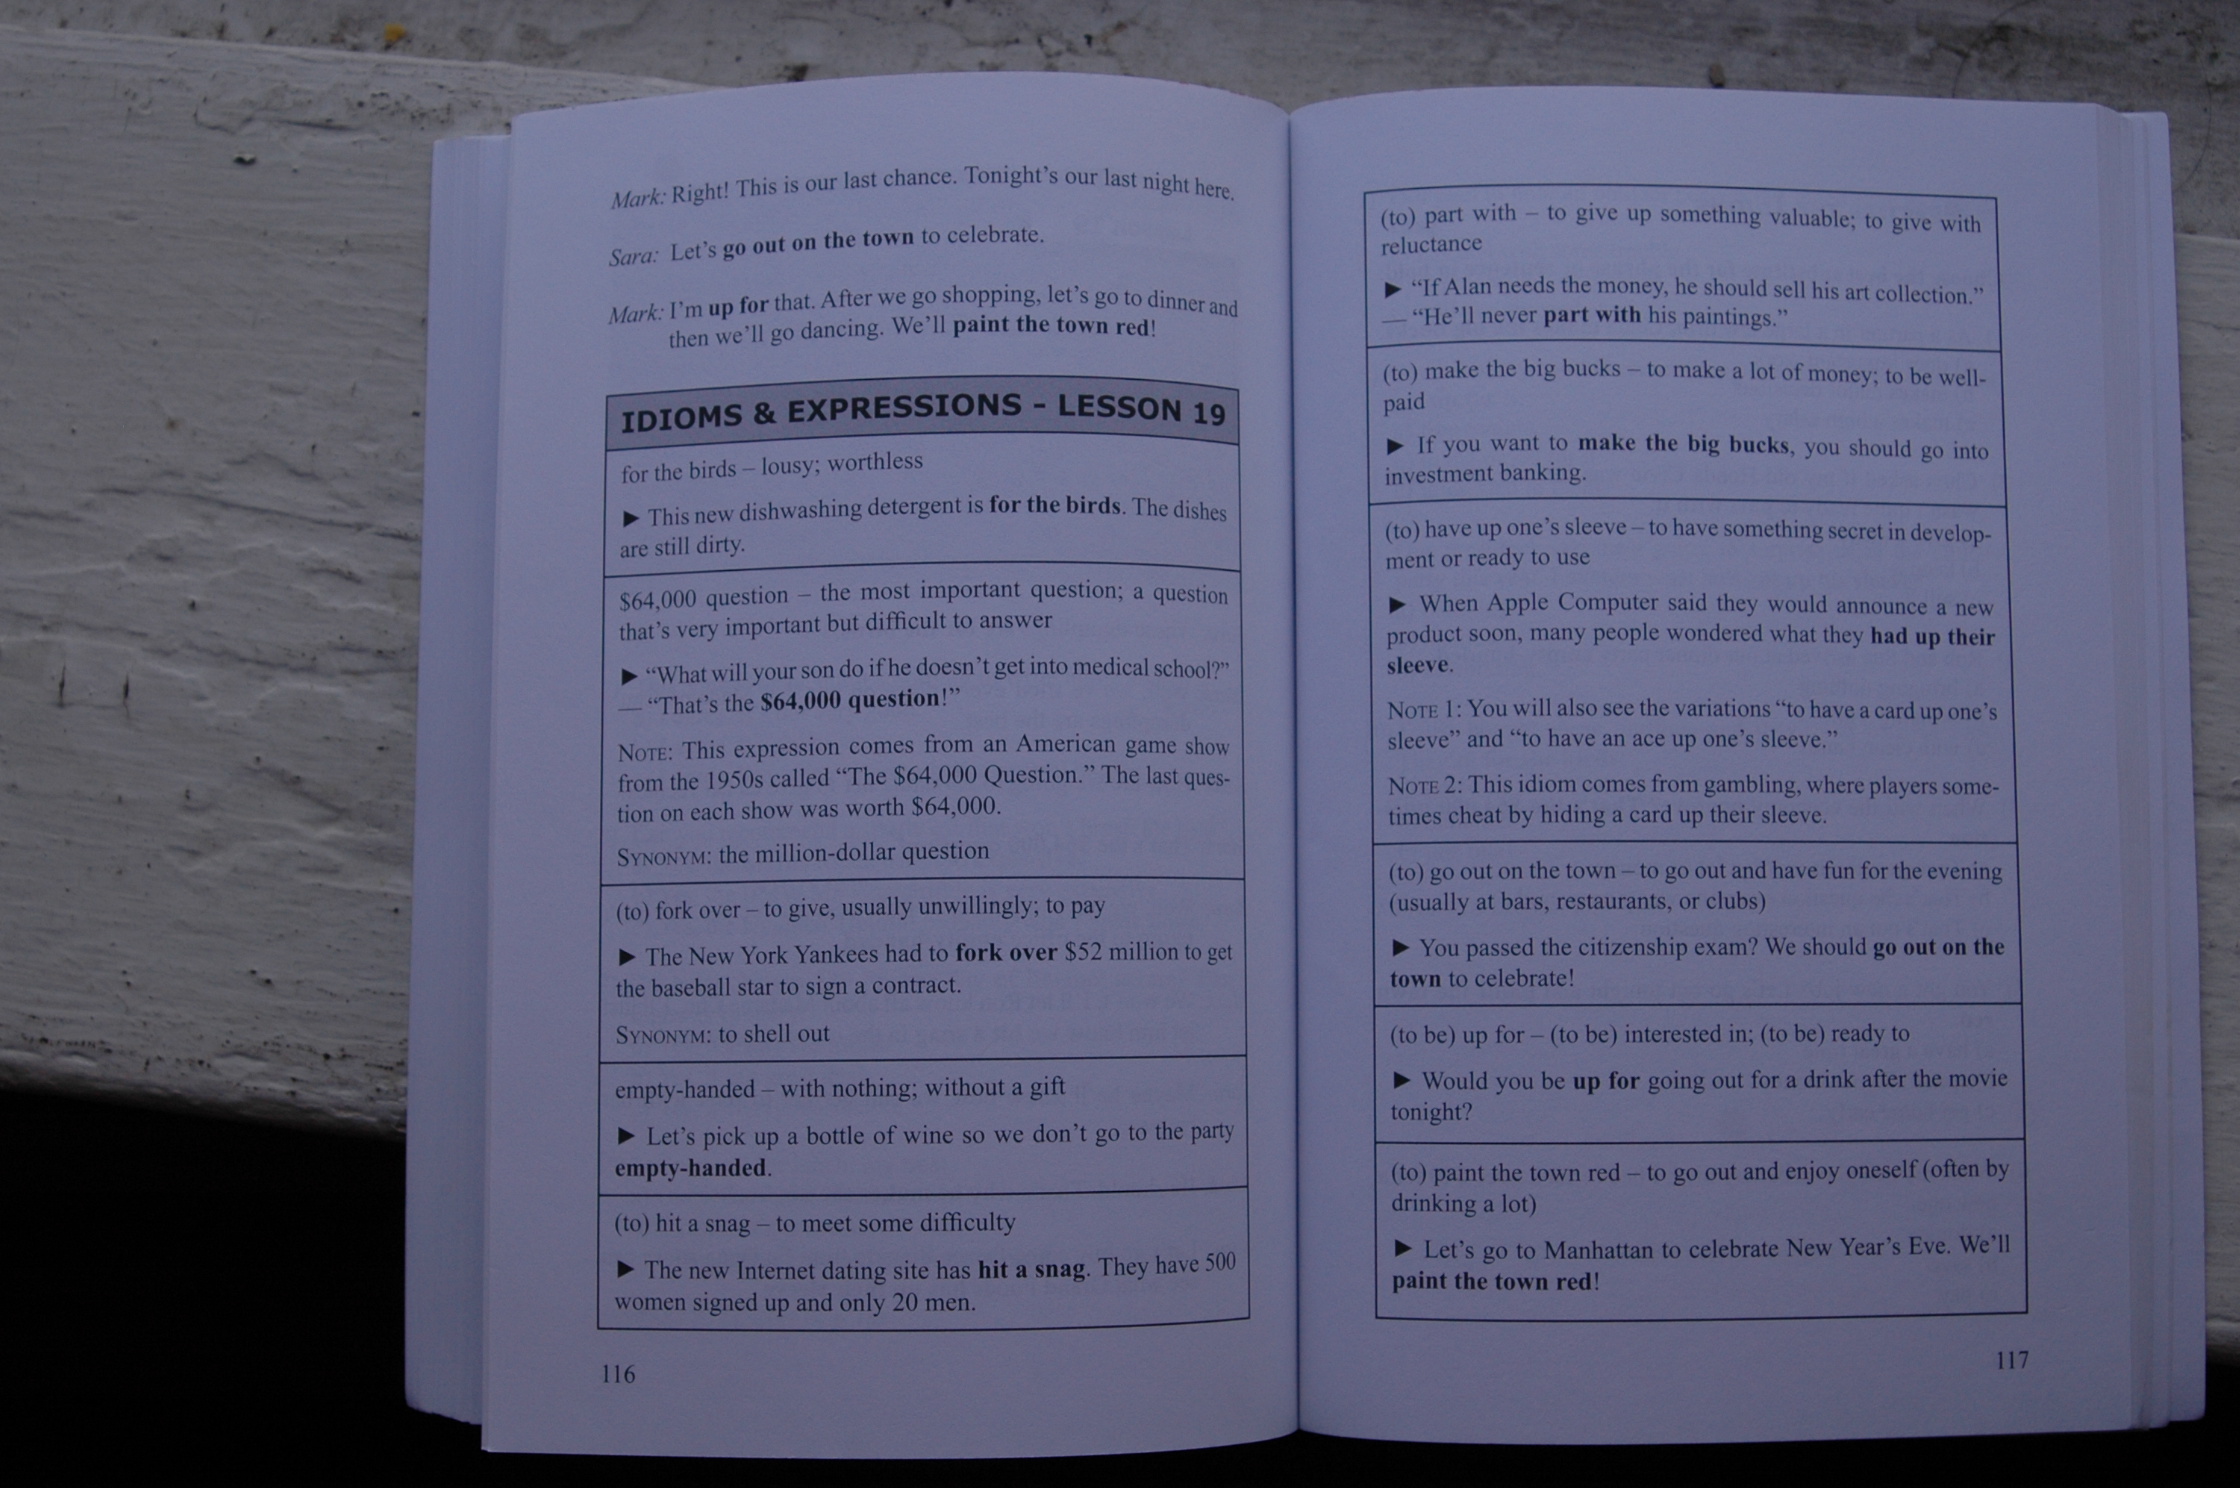 Mark: Right! This is our last chance. Tonight's our last night here.
Sara: Let's go out on the town to celebrate.
Mark: I'm up for that. After we go shopping, let's go to dinner and
then we'll go dancing. We'll paint the town red!
IDIOMS & EXPRESSIONS - LESSON 19
for the birds – lousy; worthless
▶ This new dishwashing detergent is for the birds. The dishes
are still dirty.
$64,000 question – the most important question; a question
that's very important but difficult to answer
▶ “What will your son do if he doesn't get into medical school?”
— “That's the $64,000 question!”
NOTE: This expression comes from an American game show
from the 1950s called “The $64,000 Question.” The last ques-
tion on each show was worth $64,000.
SYNONYM: the million-dollar question
(to) fork over – to give, usually unwillingly; to pay
▶ The New York Yankees had to fork over $52 million to get
the baseball star to sign a contract.
SYNONYM: to shell out
empty-handed – with nothing; without a gift
▶ Let's pick up a bottle of wine so we don't go to the party
empty-handed.
(to) hit a snag – to meet some difficulty
▶ The new Internet dating site has hit a snag. They have 500
women signed up and only 20 men.
116
(to) part with – to give up something valuable; to give with
reluctance
▶ “If Alan needs the money, he should sell his art collection.”
— “He'll never part with his paintings.”
(to) make the big bucks – to make a lot of money; to be well-
paid
▶ If you want to make the big bucks, you should go into
investment banking.
(to) have up one's sleeve – to have something secret in develop-
ment or ready to use
▶ When Apple Computer said they would announce a new
product soon, many people wondered what they had up their
sleeve.
NOTE 1: You will also see the variations “to have a card up one's
sleeve” and “to have an ace up one's sleeve.”
NOTE 2: This idiom comes from gambling, where players some-
times cheat by hiding a card up their sleeve.
(to) go out on the town – to go out and have fun for the evening
(usually at bars, restaurants, or clubs)
▶ You passed the citizenship exam? We should go out on the
town to celebrate!
(to be) up for – (to be) interested in; (to be) ready to
▶ Would you be up for going out for a drink after the movie
tonight?
(to) paint the town red – to go out and enjoy oneself (often by
drinking a lot)
▶ Let's go to Manhattan to celebrate New Year's Eve. We'll
paint the town red!
117